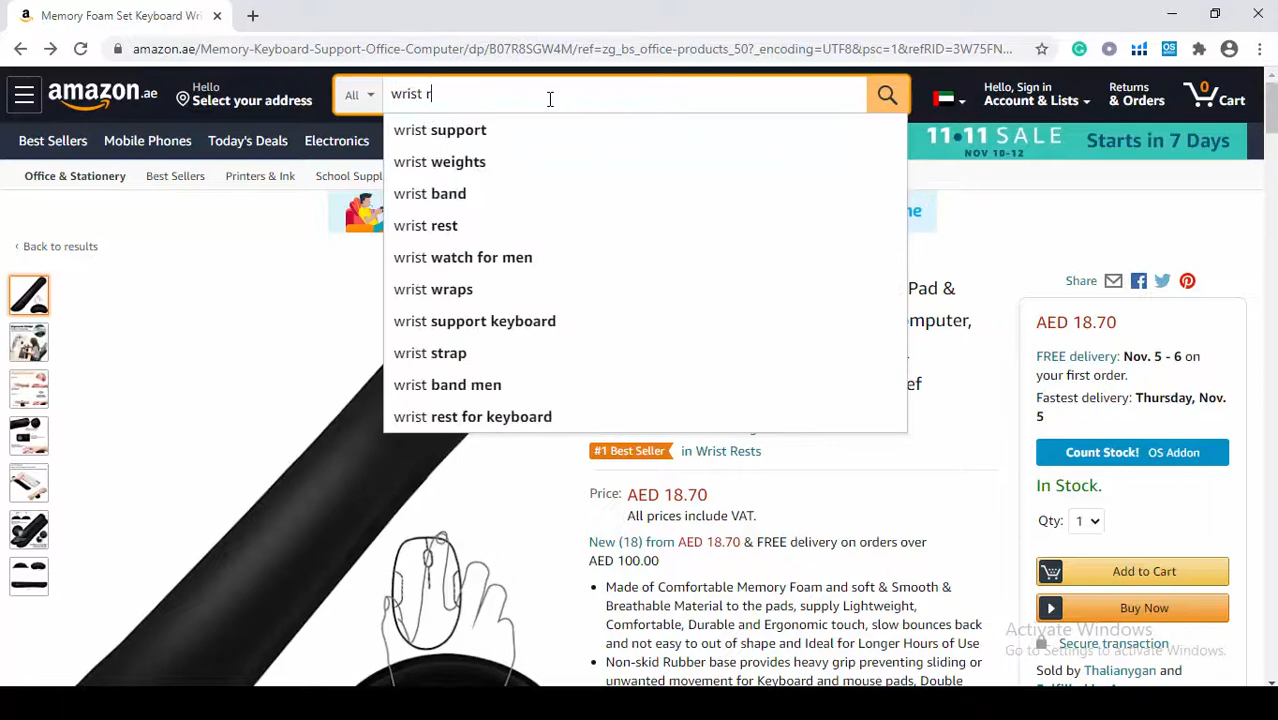 Memory Foam Set Keyboard Wri
amazon.ae/Memory-Keyboard-Support-Office-Computer/dp/B07R8SGW4M/ref=zg_bs_office-products_50?_encoding=UTF8&psc=1&refRID=3W75FN...
amazon.ae
Hello
Select your address
All
wrist r
Hello, Sign in
Account & Lists
Returns
& Orders
0
Cart
Best Sellers
Mobile Phones
Today's Deals
Electronics
11•11 SALE
NOV 10-12
Starts in 7 Days
Office & Stationery
Best Sellers
Printers & Ink
School Suppl
wrist support
wrist weights
wrist band
wrist rest
wrist watch for men
wrist wraps
wrist support keyboard
wrist strap
wrist band men
wrist rest for keyboard
me
‹ Back to results
Pad &
omputer,
ef
#1 Best Seller in Wrist Rests
Price: AED 18.70
All prices include VAT.
New (18) from AED 18.70 & FREE delivery on orders over
AED 100.00
• Made of Comfortable Memory Foam and soft & Smooth &
Breathable Material to the pads, supply Lightweight,
Comfortable, Durable and Ergonomic touch, slow bounces back
and not easy to out of shape and Ideal for Longer Hours of Use
• Non-skid Rubber base provides heavy grip preventing sliding or
unwanted movement for Keyboard and mouse pads, Double
Share
AED 18.70
FREE delivery: Nov. 5 - 6 on
your first order.
Fastest delivery: Thursday, Nov.
5
Count Stock! OS Addon
In Stock.
Qty: 1
Add to Cart
Buy Now
Activate Windows
Go to Settings to activate Windows.
Secure transaction
Sold by Thalianygan and